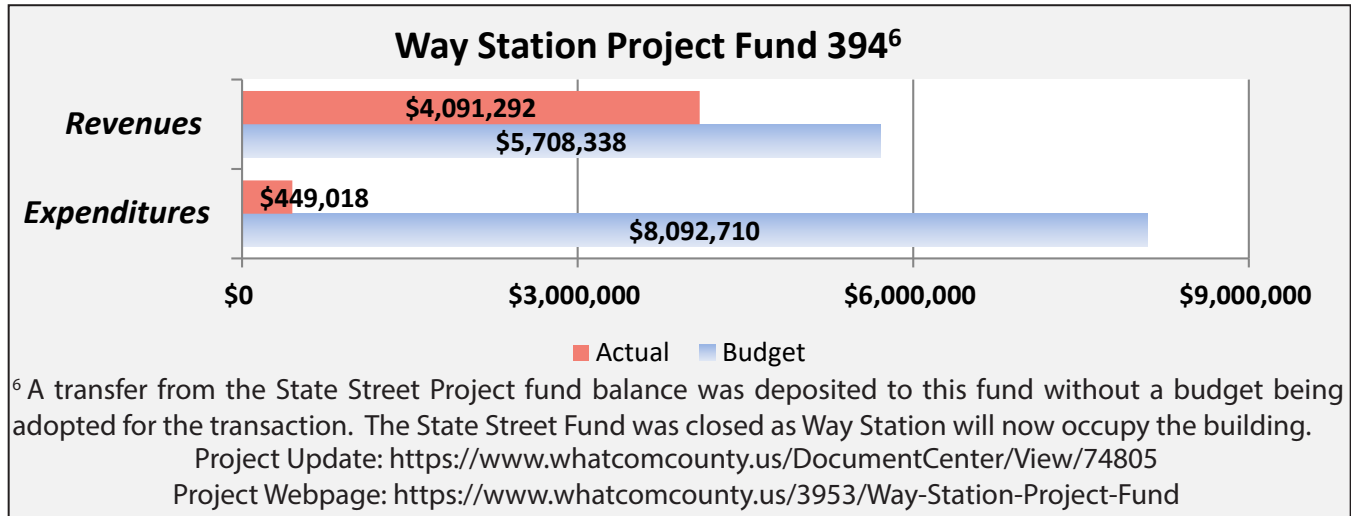 Way Station Project Fund 394⁶
Revenues
$4,091,292
$5,708,338
Expenditures
$449,018
$8,092,710
$0 $3,000,000 $6,000,000 $9,000,000
Actual Budget
⁶ A transfer from the State Street Project fund balance was deposited to this fund without a budget being
adopted for the transaction. The State Street Fund was closed as Way Station will now occupy the building.
Project Update: https://www.whatcomcounty.us/DocumentCenter/View/74805
Project Webpage: https://www.whatcomcounty.us/3953/Way-Station-Project-Fund